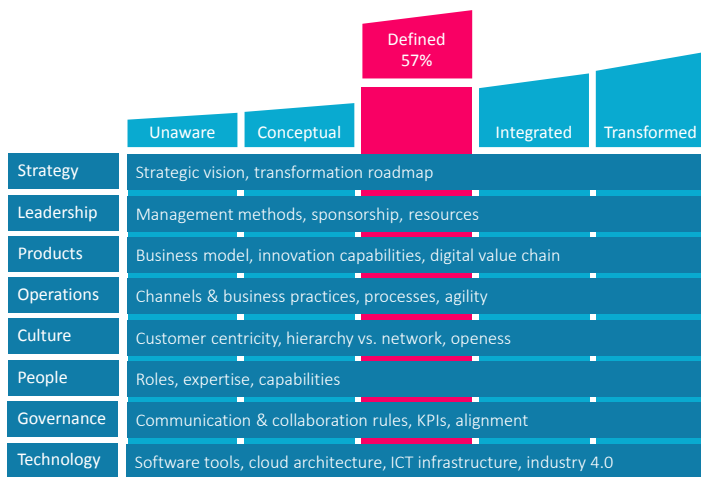 Defined
57%
Unaware
Conceptual
Integrated
Transformed
Strategy
Strategic vision, transformation roadmap
Leadership
Management methods, sponsorship, resources
Products
Business model, innovation capabilities, digital value chain
Operations
Channels & business practices, processes, agility
Culture
Customer centricity, hierarchy vs. network, openess
People
Roles, expertise, capabilities
Governance
Communication & collaboration rules, KPIs, alignment
Technology
Software tools, cloud architecture, ICT infrastructure, industry 4.0